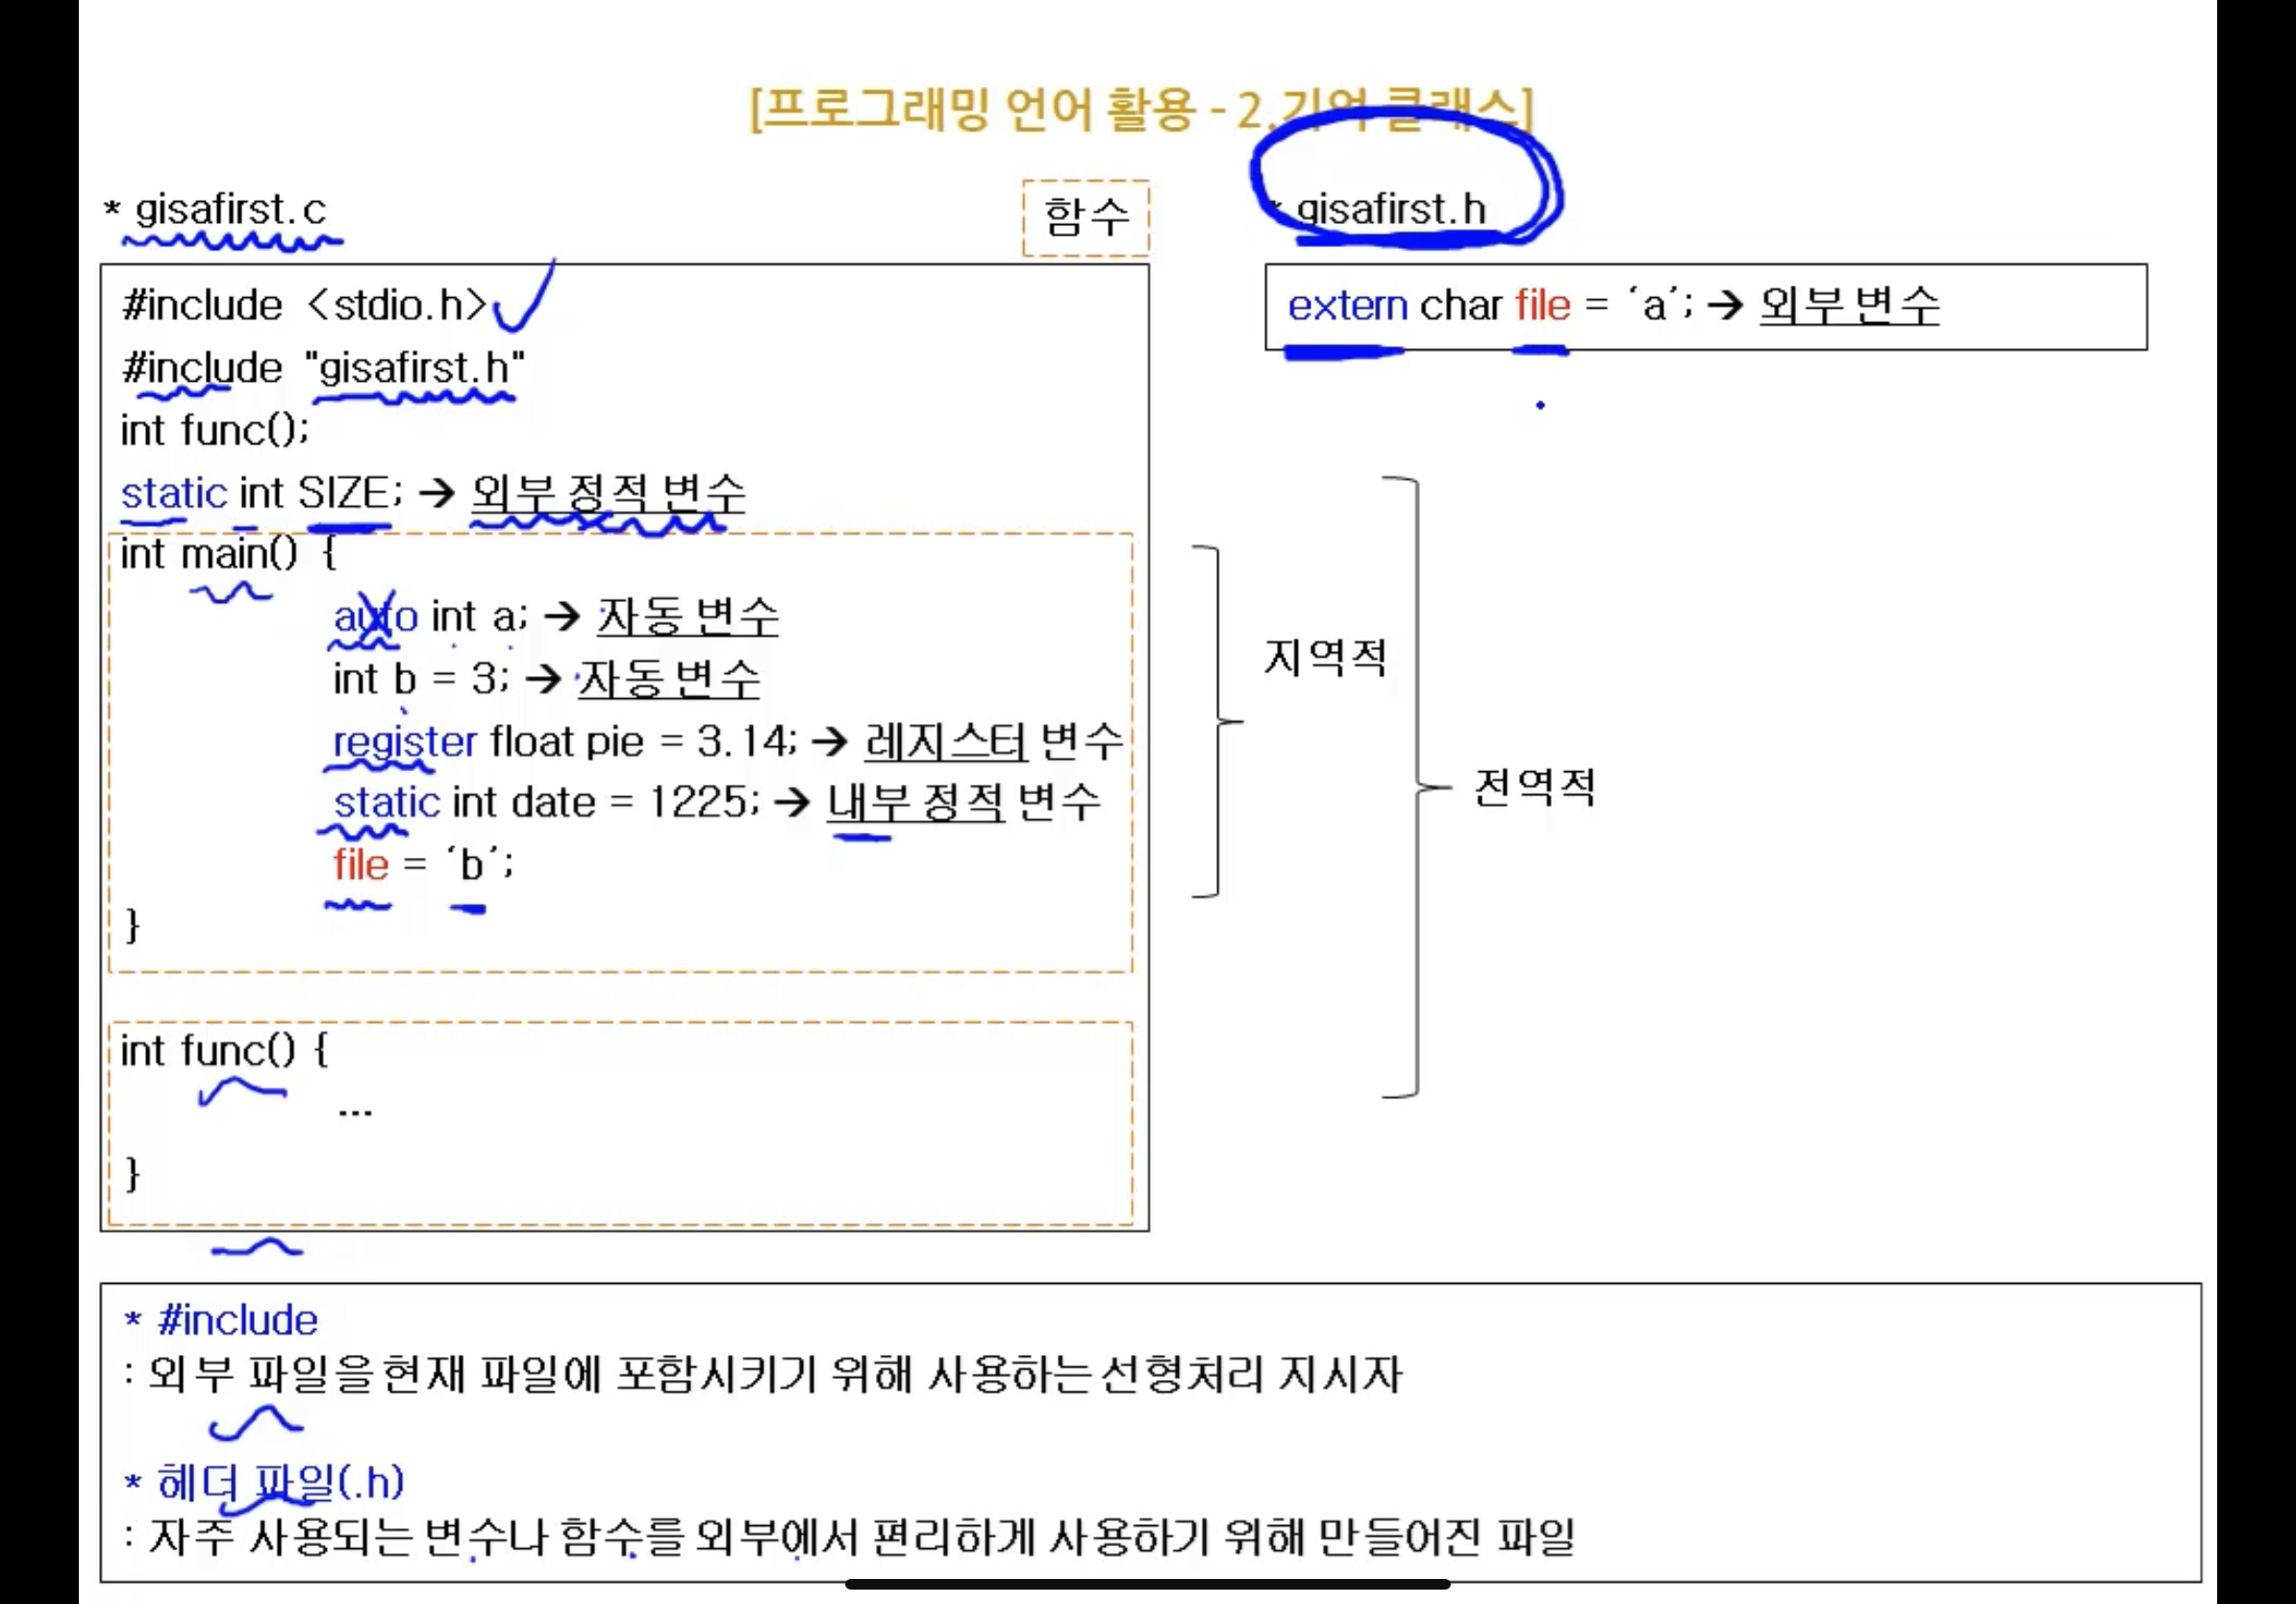 [프로그래밍 언어 활용 - 2.기억 클래스]
* gisafirst.c
함수
#include <stdio.h>
#include "gisafirst.h"
int func();
static int SIZE; → 외부 정적 변수
int main() {
auto int a; → 자동 변수
int b = 3; → 자동 변수
register float pie = 3.14; → 레지스터 변수
static int date = 1225; → 내부 정적 변수
file = ‘b’;
}
int func() {
...
}
* gisafirst.h
extern char file = ‘a’; → 외부 변수
지역적
전역적
* #include
: 외부 파일을 현재 파일에 포함시키기 위해 사용하는 선형처리 지시자
* 헤더 파일(.h)
: 자주 사용되는 변수나 함수를 외부에서 편리하게 사용하기 위해 만들어진 파일